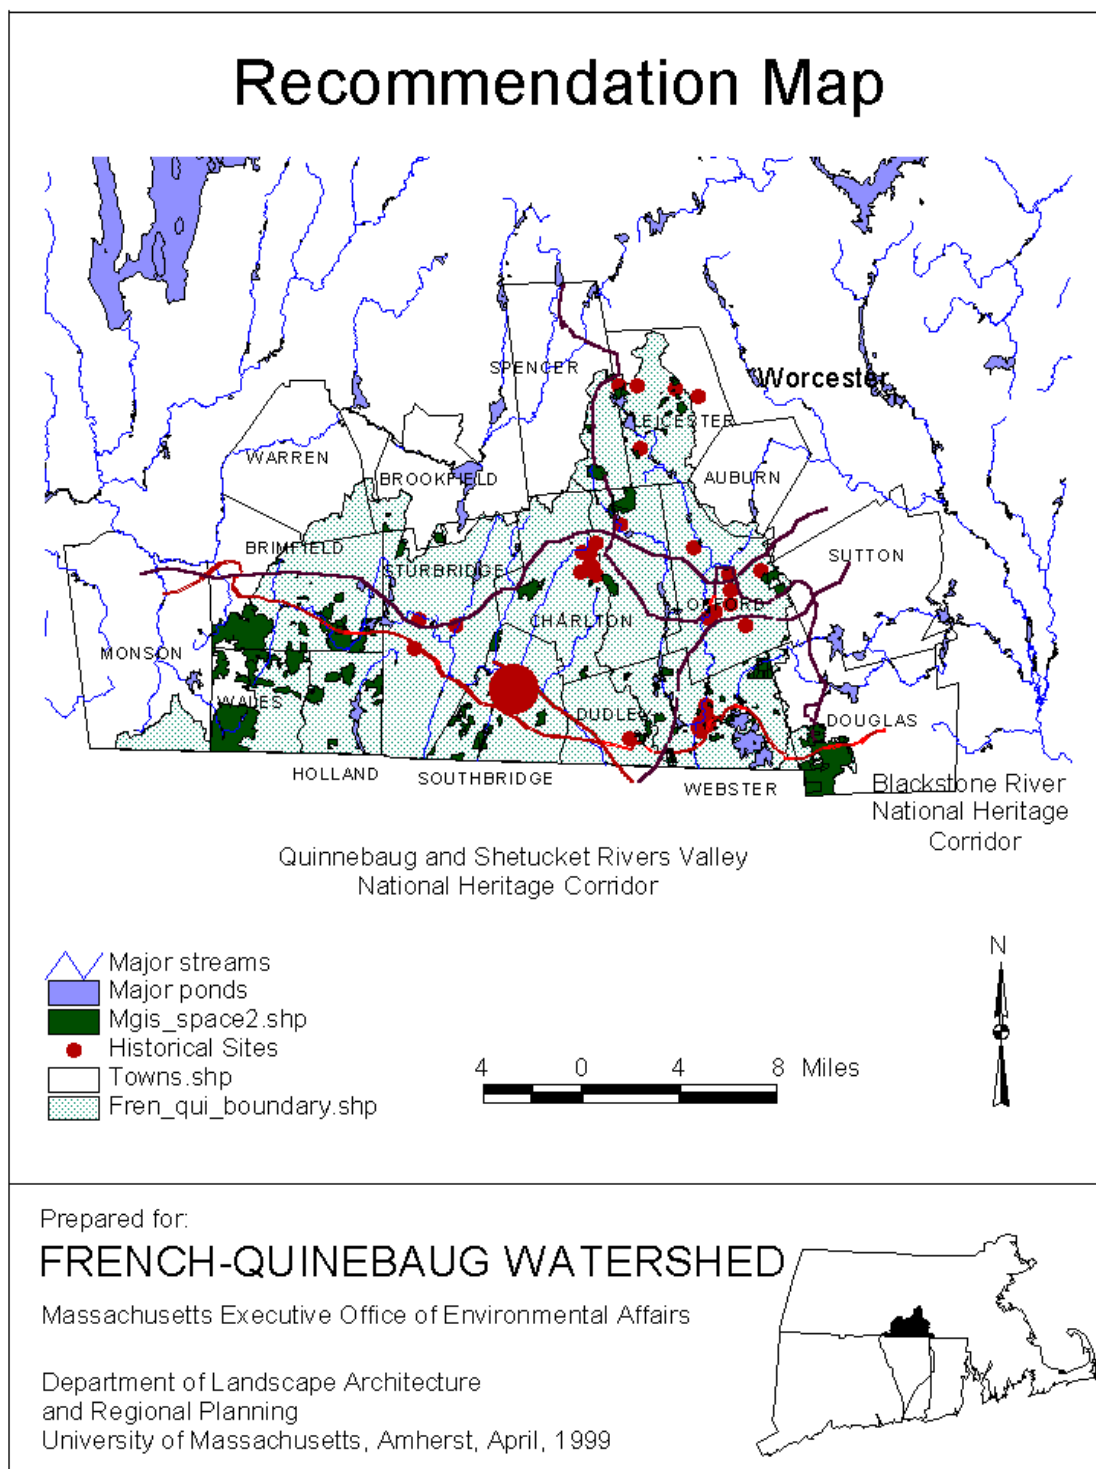 Recommendation Map
SPENCER
Worcester
LEICESTER
WARREN
BROOKFIELD
AUBURN
BRIMFIELD
STURBRIDGE
SUTTON
OXFORD
CHARLTON
MONSON
WALES
DUDLEY
DOUGLAS
HOLLAND
SOUTHBRIDGE
WEBSTER
Blackstone River
National Heritage
Corridor
Quinnebaug and Shetucket Rivers Valley
National Heritage Corridor
N
Major streams
Major ponds
Mgis_space2.shp
Historical Sites
Towns.shp
Fren_qui_boundary.shp
4 0 4 8 Miles
Prepared for:
FRENCH-QUINEBAUG WATERSHED
Massachusetts Executive Office of Environmental Affairs
Department of Landscape Architecture
and Regional Planning
University of Massachusetts, Amherst, April, 1999